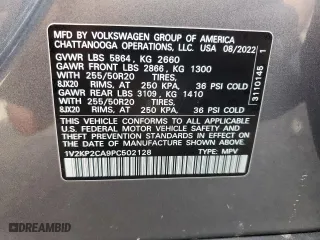 MFD BY VOLKSWAGEN GROUP OF AMERICA
CHATTANOOGA OPERATIONS, LLC. USA 08/2022
GVWR LBS 5864, KG 2660
GAWR FRONT LBS 2866, KG 1300
WITH 255/50R20 TIRES,
8JX20 RIMS, AT 250 KPA, 36 PSI COLD
GAWR REAR LBS 3109, KG 1410
WITH 255/50R20 TIRES,
8JX20 RIMS, AT 250 KPA, 36 PSI COLD
THIS VEHICLE CONFORMS TO ALL APPLICABLE
FEDERAL MOTOR VEHICLE SAFETY AND
THEFT PREVENTION STANDARDS IN EFFECT ON
THE DATE OF MANUFACTURE SHOWN ABOVE.
1V2KP2CA9PC502128 TYPE: MPV
3110145 1